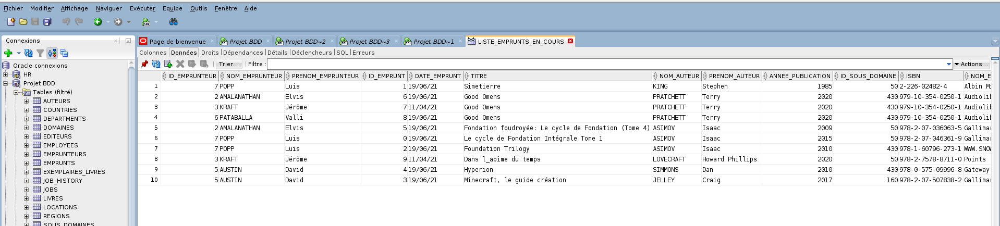 Fichier Modifier Affichage Naviguer Exécuter Equipe Outils Fenêtre Aide
Connexions
Page de bienvenue Projet BDD Projet BDD~2 Projet BDD~3 Projet BDD~1 LISTE_EMPRUNTS_EN_COURS
Colonnes Données Droits Dépendances Détails Déclencheurs SQL Erreurs
Trier... Filtre : Actions...
Oracle connexions
HR
Projet BDD
Tables (filtré)
AUTEURS
COUNTRIES
DEPARTMENTS
DOMAINES
EDITEURS
EMPLOYEES
EMPRUNTEURS
EMPRUNTS
EXEMPLAIRES_LIVRES
JOB_HISTORY
JOBS
LIVRES
LOCATIONS
REGIONS
SOUS_DOMAINES
ID_EMPRUNTEUR NOM_EMPRUNTEUR PRENOM_EMPRUNTEUR ID_EMPRUNT DATE_EMPRUNT TITRE NOM_AUTEUR PRENOM_AUTEUR ANNEE_PUBLICATION ID_SOUS_DOMAINE ISBN NOM_E
1 7 POPP Luis 1 19/06/21 Simetierre KING Stephen 1985 50 2-226-02482-4 Albin Mi
2 2 AMALANATHAN Elvis 6 19/06/21 Good Omens PRATCHETT Terry 2020 430 979-10-354-0250-1 Audiolib
3 3 KRAFT Jérôme 7 11/04/21 Good Omens PRATCHETT Terry 2020 430 979-10-354-0250-1 Audiolib
4 6 PATABALLA Valli 8 19/06/21 Good Omens PRATCHETT Terry 2020 430 979-10-354-0250-1 Audiolib
5 2 AMALANATHAN Elvis 5 19/06/21 Fondation foudroyée: Le cycle de Fondation (Tome 4) ASIMOV Isaac 2009 50 978-2-07-036063-5 Gallimar
6 7 POPP Luis 0 19/06/21 Le cycle de Fondation Intégrale Tome 1 ASIMOV Isaac 2015 50 978-2-07-046361-9 Gallimar
7 7 POPP Luis 2 19/06/21 Foundation Trilogy ASIMOV Isaac 2010 430 978-1-60796-273-1 WWW.SNOW
8 3 KRAFT Jérôme 9 11/04/21 Dans l_abîme du temps LOVECRAFT Howard Phillips 2020 50 978-2-7578-8711-0 Points
9 5 AUSTIN David 4 19/06/21 Hyperion SIMMONS Dan 2010 430 978-0-575-09996-8 Gateway
10 5 AUSTIN David 3 19/06/21 Minecraft, le guide création JELLEY Craig 2017 160 978-2-07-507838-2 Gallimar